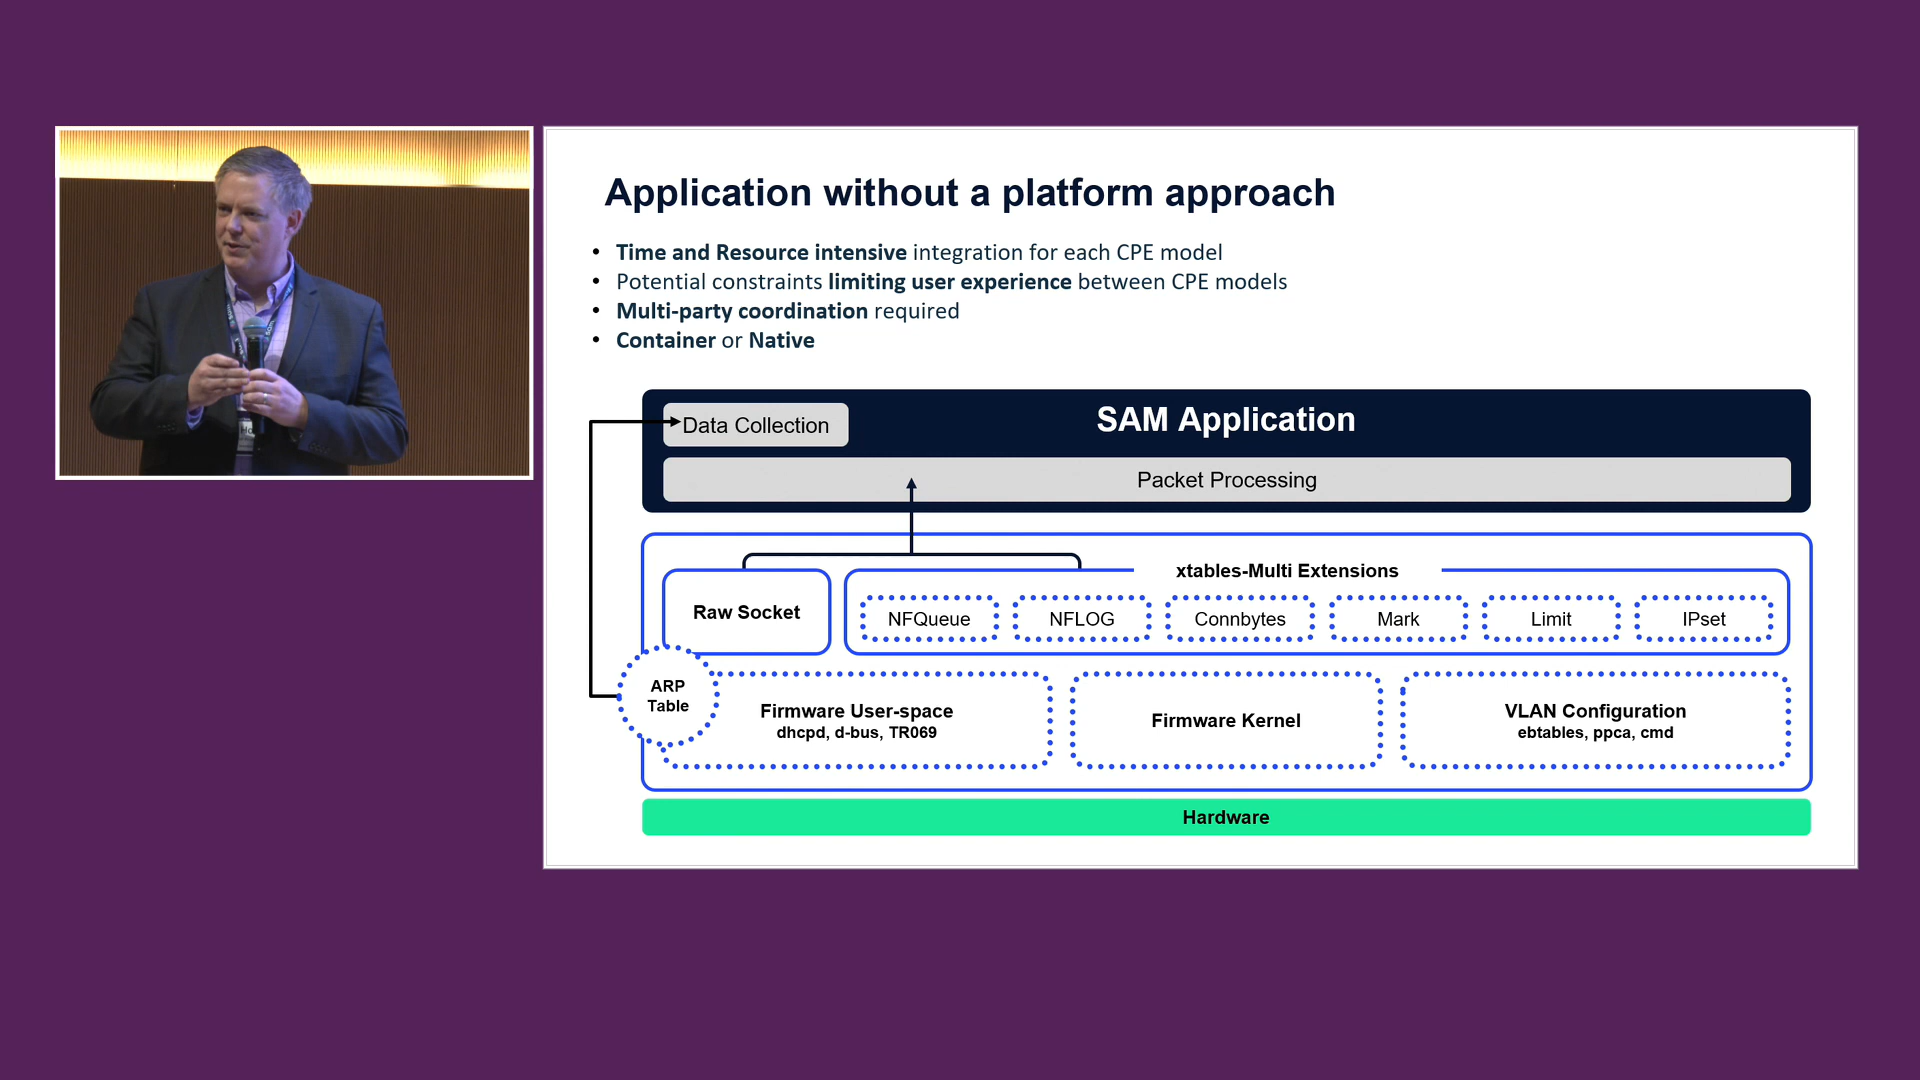 Application without a platform approach
• Time and Resource intensive integration for each CPE model
• Potential constraints limiting user experience between CPE models
• Multi-party coordination required
• Container or Native
SAM Application
Data Collection
Packet Processing
xtables-Multi Extensions
Raw Socket
NFQueue
NFLOG
Connbytes
Mark
Limit
IPset
ARP
Table
Firmware User-space
dhcpd, d-bus, TR069
Firmware Kernel
VLAN Configuration
ebtables, ppca, cmd
Hardware